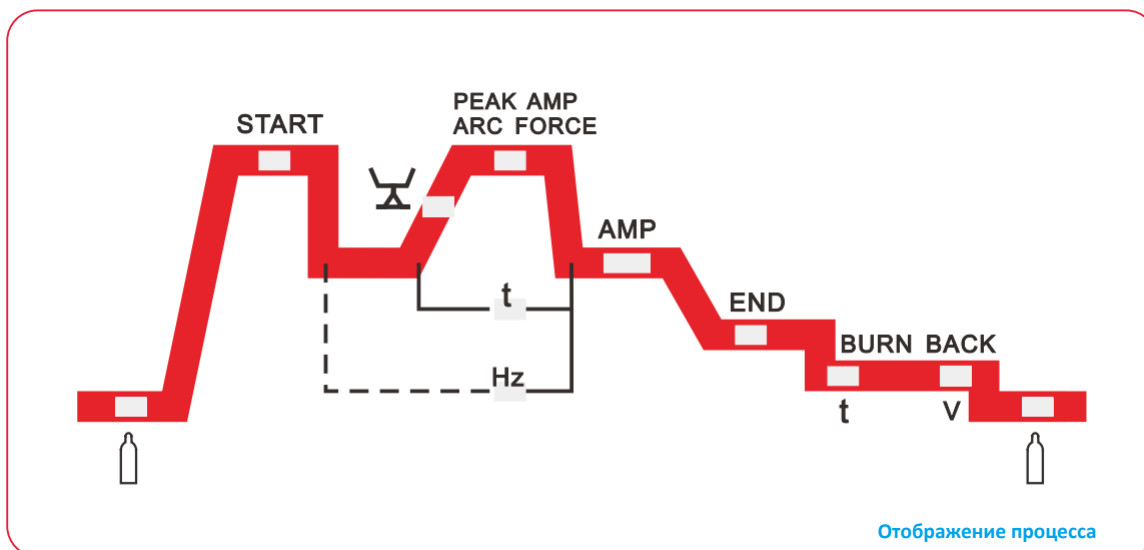 START
PEAK AMP
ARC FORCE
AMP
t
END
BURN BACK
Hz
t
V
Отображение процесса